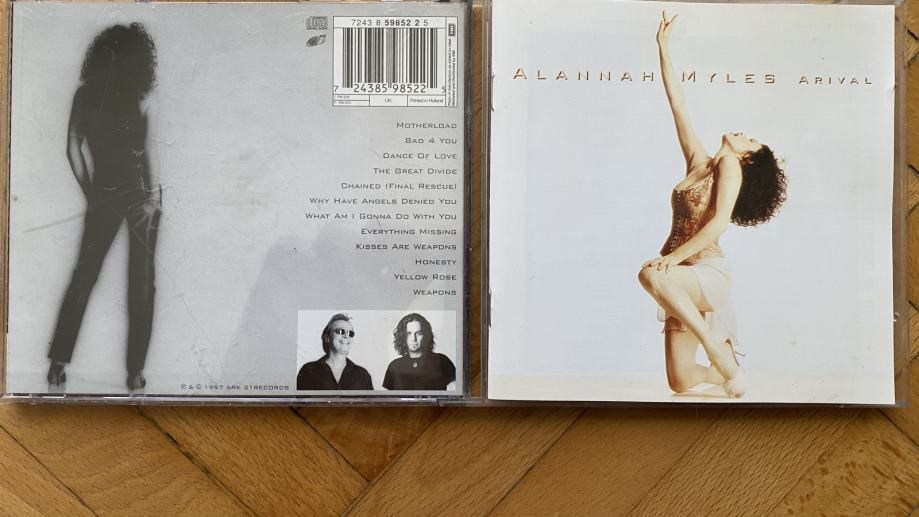 7243 8 59852 2 5
7 24385 98522 5
UK:
Printed in Holland
MOTHERLOAD
BAD 4 YOU
DANCE OF LOVE
THE GREAT DIVIDE
CHAINED (FINAL RESCUE)
WHY HAVE ANGELS DENIED YOU
WHAT AM I GONNA DO WITH YOU
EVERYTHING MISSING
KISSES ARE WEAPONS
HONESTY
YELLOW ROSE
WEAPONS
© 1997 ARK 21 RECORDS
ALANNAH MYLES ARIVAL